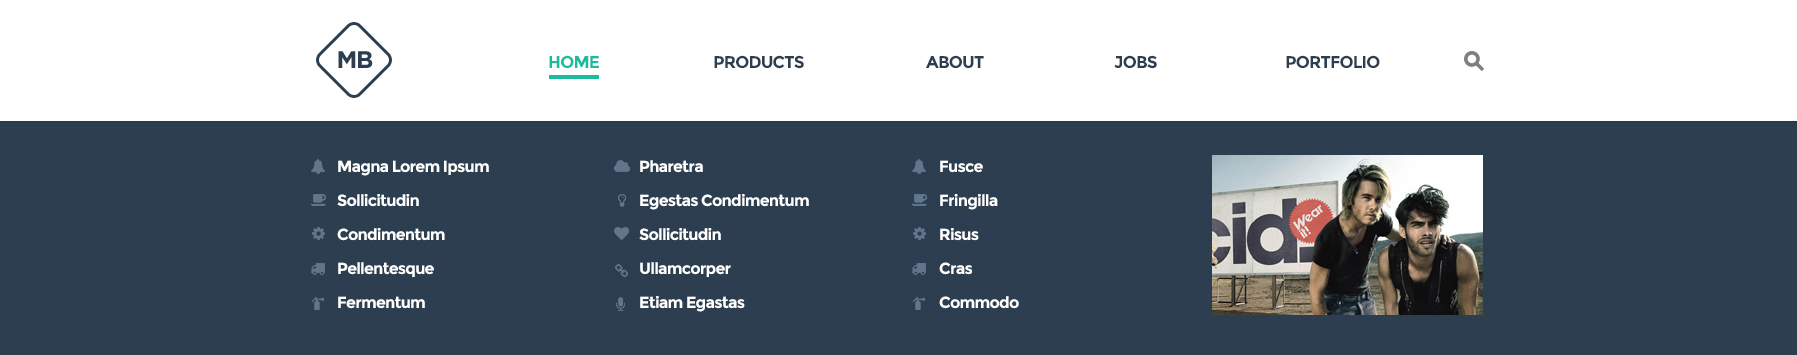 MB
HOME
PRODUCTS
ABOUT
JOBS
PORTFOLIO
Magna Lorem Ipsum
Sollicitudin
Condimentum
Pellentesque
Fermentum
Pharetra
Egestas Condimentum
Sollicitudin
Ullamcorper
Etiam Egastas
Fusce
Fringilla
Risus
Cras
Commodo
cid
Wear
it!